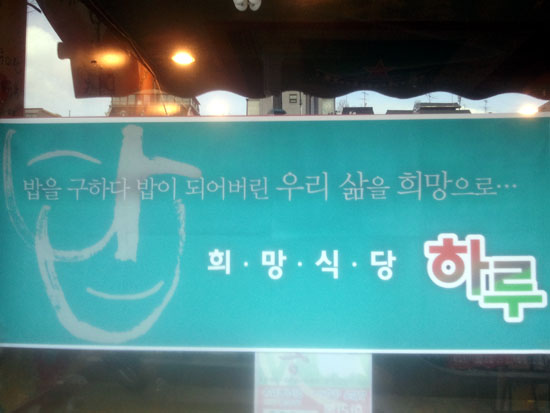 밥을 구하다 밥이 되어버린 우리 삶을 희망으로...
희·망·식·당 하루